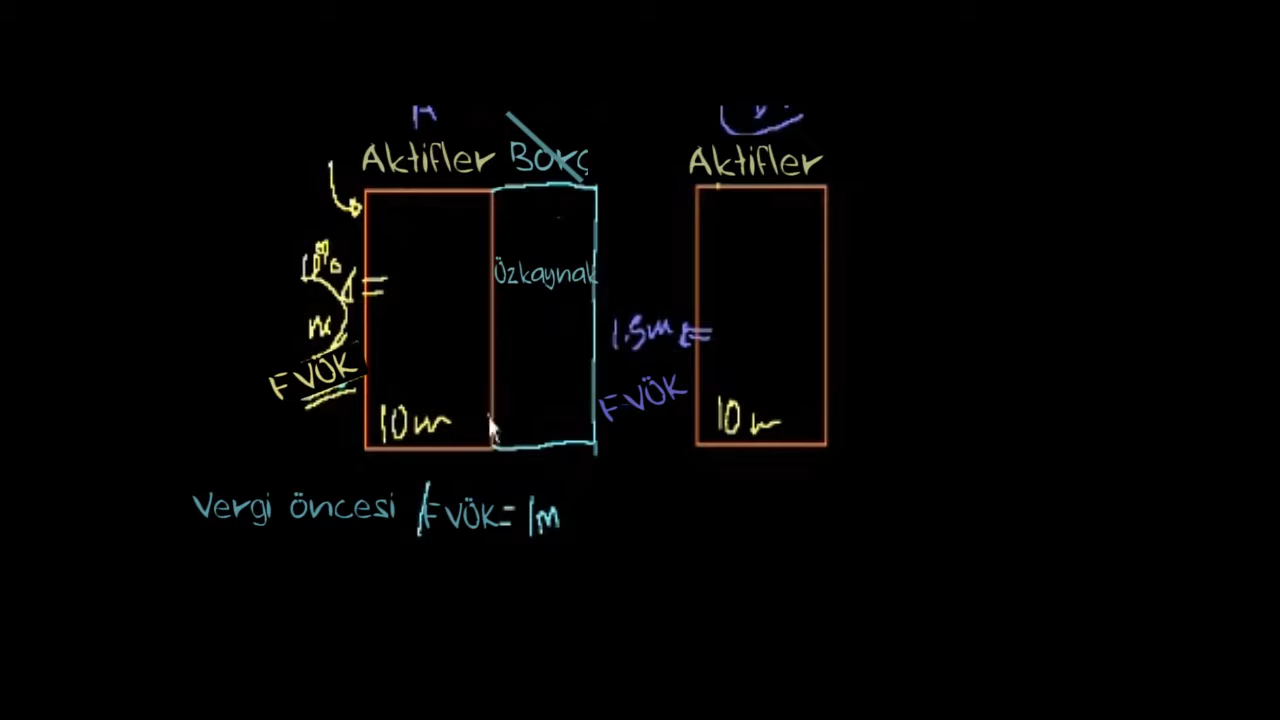 A
Aktifler Borç Aktifler
Özkaynak
1.5m =
FVÖK FVÖK
10m 10m
Vergi öncesi FVÖK= 1m